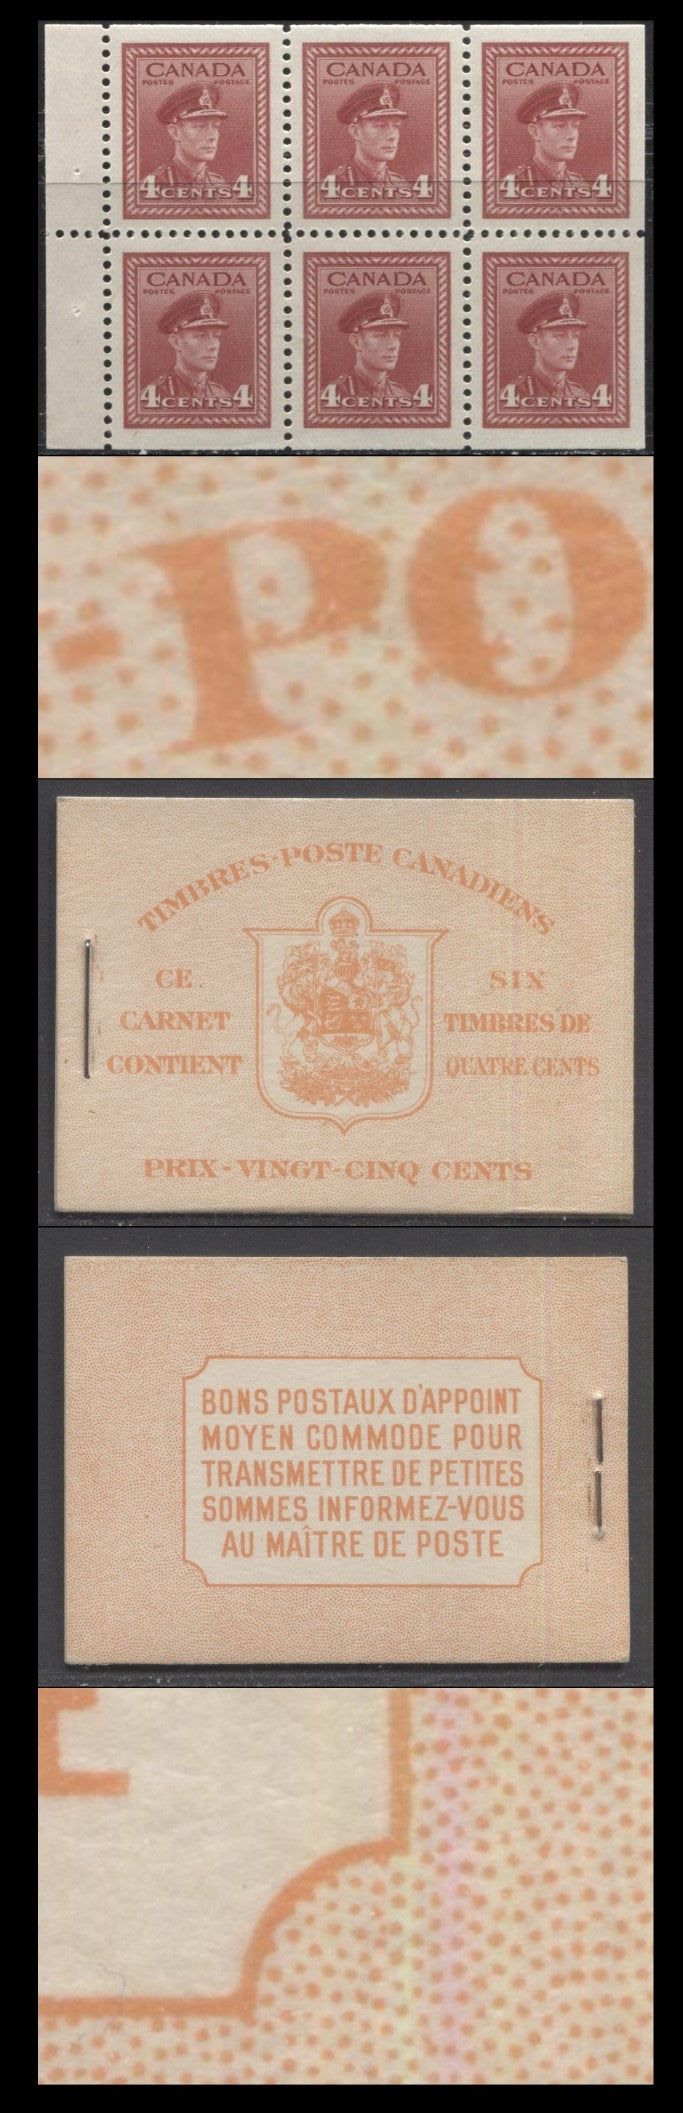 CANADA CANADA CANADA
POSTES POSTAGE POSTES POSTAGE POSTES POSTAGE
4 CENTS 4 4 CENTS 4 4 CENTS 4
CANADA CANADA CANADA
POSTES POSTAGE POSTES POSTAGE POSTES POSTAGE
4 CENTS 4 4 CENTS 4 4 CENTS 4
-PO
TIMBRES-POSTE CANADIENS
CE
CARNET
CONTIENT
SIX
TIMBRES DE
QUATRE CENTS
PRIX-VINGT-CINQ CENTS
BONS POSTAUX D'APPOINT
MOYEN COMMODE POUR
TRANSMETTRE DE PETITES
SOMMES INFORMEZ-VOUS
AU MAÎTRE DE POSTE